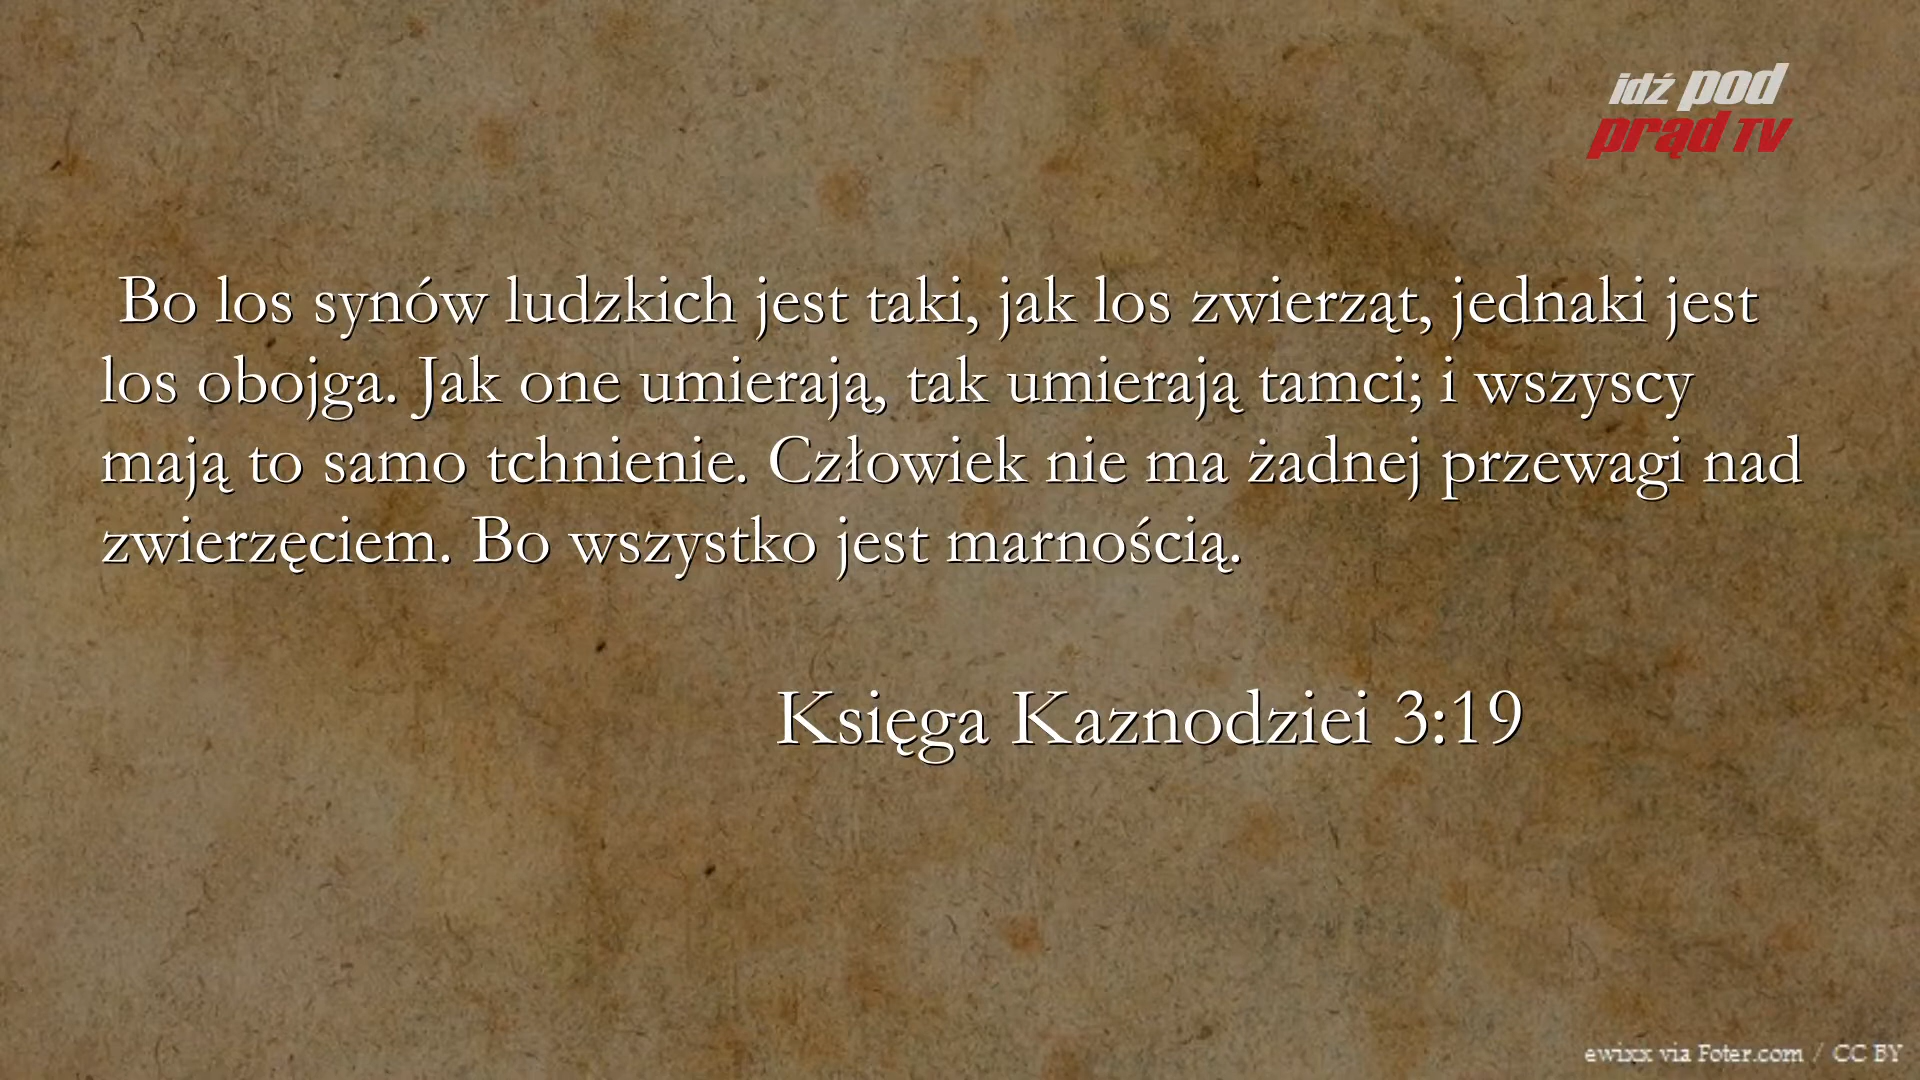 idź pod
prąd TV
Bo los synów ludzkich jest taki, jak los zwierząt, jednaki jest
los obojga. Jak one umierają, tak umierają tamci; i wszyscy
mają to samo tchnienie. Człowiek nie ma żadnej przewagi nad
zwierzęciem. Bo wszystko jest marnością.
Księga Kaznodziei 3:19
ewixx via Foter.com / CC BY